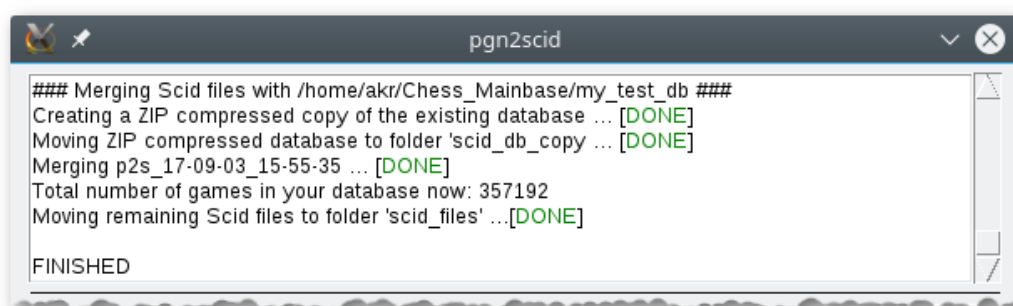 pgn2scid
### Merging Scid files with /home/akr/Chess_Mainbase/my_test_db ###
Creating a ZIP compressed copy of the existing database ... [DONE]
Moving ZIP compressed database to folder 'scid_db_copy ... [DONE]
Merging p2s_17-09-03_15-55-35 ... [DONE]
Total number of games in your database now: 357192
Moving remaining Scid files to folder 'scid_files' ...[DONE]
FINISHED